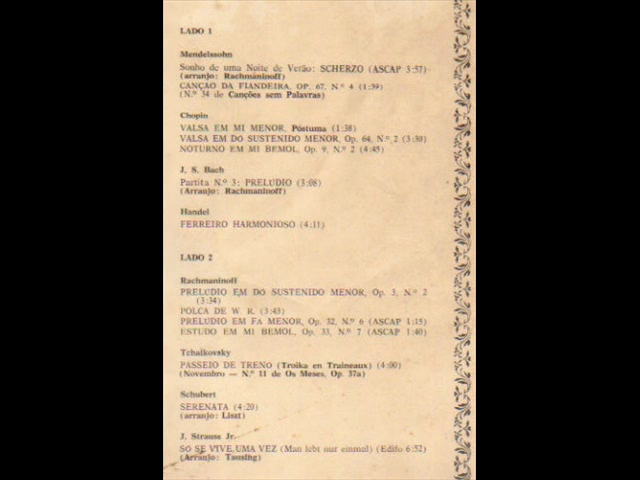 LADO 1
Mendelssohn
Sonho de uma Noite de Verão: SCHERZO (ASCAP 3:57)
(arranjo: Rachmaninoff)
CANÇÃO DA FIANDEIRA, OP. 67, N.º 4 (1:39)
(N.º 34 de Canções sem Palavras)
Chopin
VALSA EM MI MENOR, Póstuma (1:38)
VALSA EM DO SUSTENIDO MENOR, Op. 64, N.º 2 (3:30)
NOTURNO EM MI BEMOL, Op. 9, N.º 2 (4:45)
J. S. Bach
Partita N.º 3: PRELUDIO (3:08)
(Arranjo: Rachmaninoff)
Handel
FERREIRO HARMONIOSO (4:11)
LADO 2
Rachmaninoff
PRELUDIO EM DO SUSTENIDO MENOR, Op. 3, N.º 2
(3:34)
POLCA DE W. R. (3:43)
PRELUDIO EM FA MENOR, Op. 32, N.º 6 (ASCAP 1:15)
ESTUDO EM MI BEMOL, Op. 33, N.º 7 (ASCAP 1:40)
Tchaikovsky
PASSEIO DE TRENO (Troika en Traineaux) (4:00)
(Novembro — N.º 11 de Os Meses, Op. 37a)
Schubert
SERENATA (4:20)
(arranjo: Liszt)
J. Strauss Jr.
SO SE VIVE UMA VEZ (Man lebt nur einmal) (Edifo 6:52)
(Arranjo: Tausing)